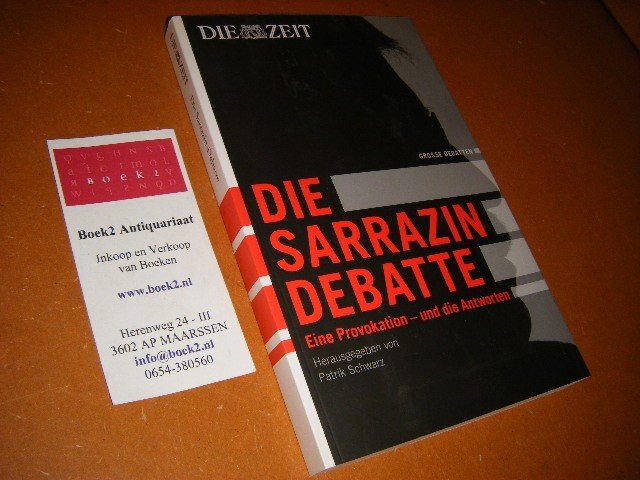 DIE ZEIT
GROSSE DEBATTEN
DIE
SARRAZIN
DEBATTE
Eine Provokation – und die Antworten
Herausgegeben von
Patrik Schwarz
BOEK2
Boek2 Antiquariaat
Inkoop en Verkoop
van Boeken
www.boek2.nl
Herenweg 24 - III
3602 AP MAARSSEN
info@boek2.nl
0654-380560